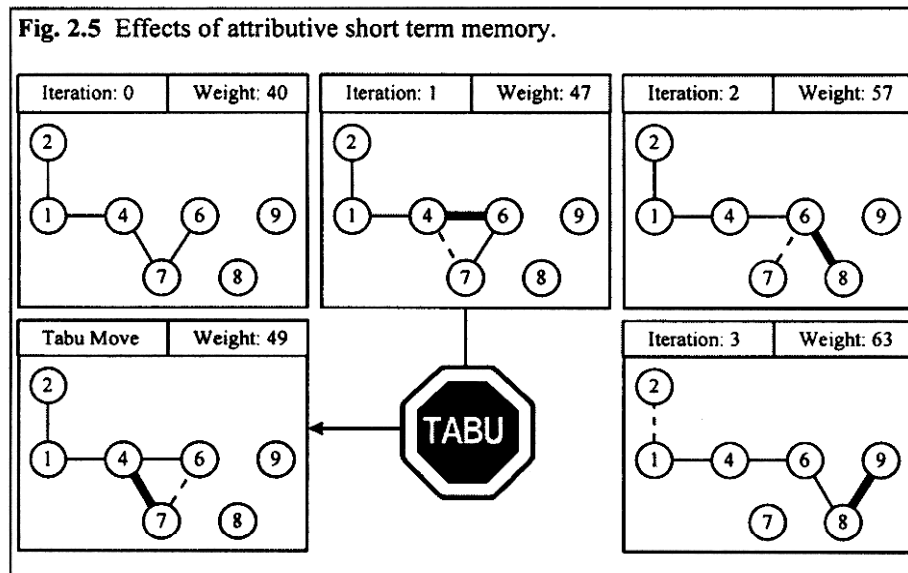 Fig. 2.5 Effects of attributive short term memory.
Iteration: 0 Weight: 40
2
1 4 6 9
7 8
Iteration: 1 Weight: 47
2
1 4 6 9
7 8
Iteration: 2 Weight: 57
2
1 4 6 9
7 8
Tabu Move Weight: 49
2
1 4 6 9
7 8
TABU
Iteration: 3 Weight: 63
2
1 4 6 9
7 8